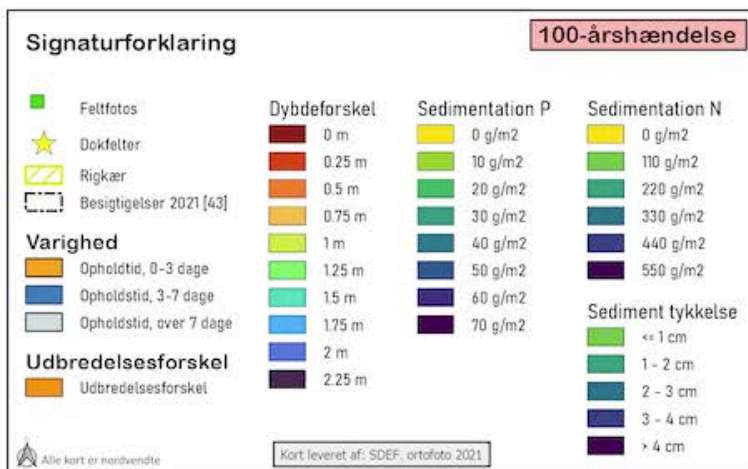 Signaturforklaring
100-årshændelse
Feltfotos
Dokfelter
Rigkær
Besigtigelser 2021 [43]
Varighed
Opholdtid, 0-3 dage
Opholdstid, 3-7 dage
Opholdstid, over 7 dage
Udbredelsesforskel
Udbredelsesforskel
Alle kort er nordvendte
Dybdeforskel
0 m
0.25 m
0.5 m
0.75 m
1 m
1.25 m
1.5 m
1.75 m
2 m
2.25 m
Kort leveret af: SDEF, ortofoto 2021
Sedimentation P
0 g/m2
10 g/m2
20 g/m2
30 g/m2
40 g/m2
50 g/m2
60 g/m2
70 g/m2
Sedimentation N
0 g/m2
110 g/m2
220 g/m2
330 g/m2
440 g/m2
550 g/m2
Sediment tykkelse
<= 1 cm
1 - 2 cm
2 - 3 cm
3 - 4 cm
> 4 cm